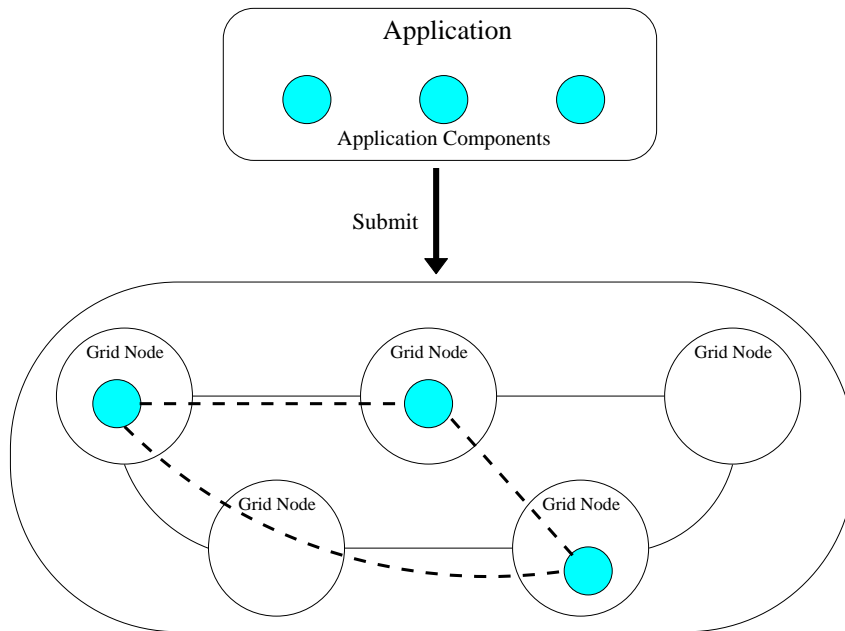 Application
Application Components
Submit
Grid Node
Grid Node
Grid Node
Grid Node
Grid Node